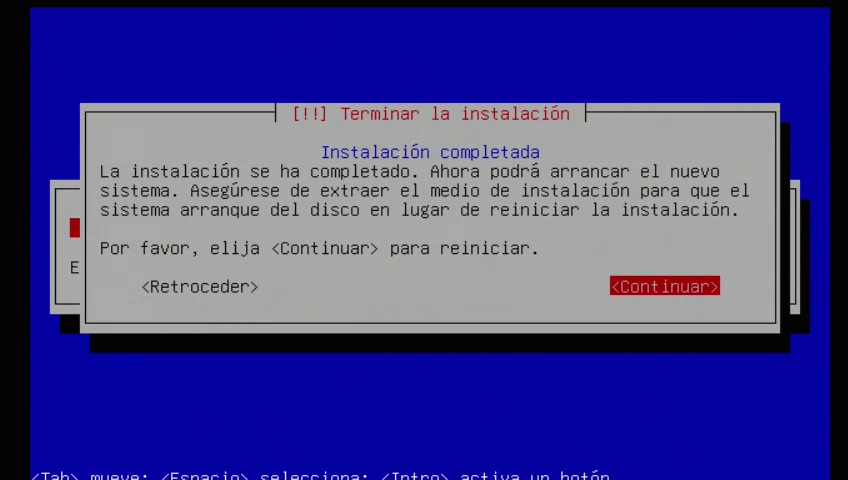 [!!] Terminar la instalación
Instalación completada
La instalación se ha completado. Ahora podrá arrancar el nuevo
sistema. Asegúrese de extraer el medio de instalación para que el
sistema arranque del disco en lugar de reiniciar la instalación.
Por favor, elija <Continuar> para reiniciar.
E
<Retroceder> <Continuar>
<Tab> mueve; <Espacio> selecciona; <Intro> activa un botón